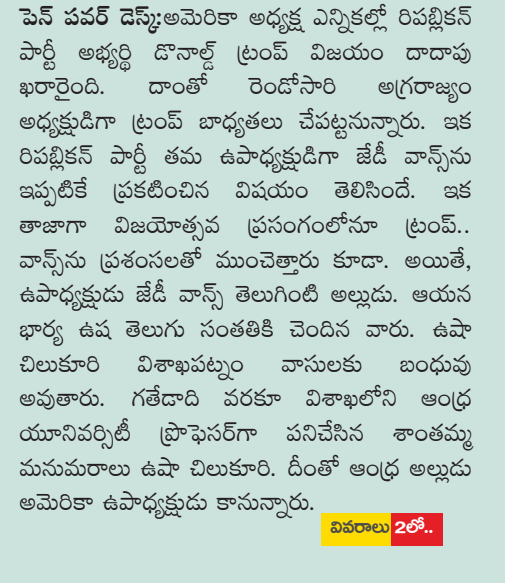 పెన్ పవర్ డెస్క్:అమెరికా అధ్యక్ష ఎన్నికల్లో రిపబ్లికన్
పార్టీ అభ్యర్థి డొనాల్డ్ ట్రంప్ విజయం దాదాపు
ఖరారైంది. దాంతో రెండోసారి అగ్రరాజ్యం
అధ్యక్షుడిగా ట్రంప్ బాధ్యతలు చేపట్టనున్నారు. ఇక
రిపబ్లికన్ పార్టీ తమ ఉపాధ్యక్షుడిగా జేడీ వాన్స్‌ను
ఇప్పటికే ప్రకటించిన విషయం తెలిసిందే. ఇక
తాజాగా విజయోత్సవ ప్రసంగంలోనూ ట్రంప్..
వాన్స్‌ను ప్రశంసలతో ముంచెత్తారు కూడా. అయితే,
ఉపాధ్యక్షుడు జేడీ వాన్స్ తెలుగింటి అల్లుడు. ఆయన
భార్య ఉష తెలుగు సంతతికి చెందిన వారు. ఉషా
చిలుకూరి విశాఖపట్నం వాసులకు బంధువు
అవుతారు. గతేడాది వరకూ విశాఖలోని ఆంధ్ర
యూనివర్సిటీ ప్రొఫెసర్‌గా పనిచేసిన శాంతమ్మ
మనుమరాలు ఉషా చిలుకూరి. దీంతో ఆంధ్ర అల్లుడు
అమెరికా ఉపాధ్యక్షుడు కానున్నారు.
వివరాలు 2లో..